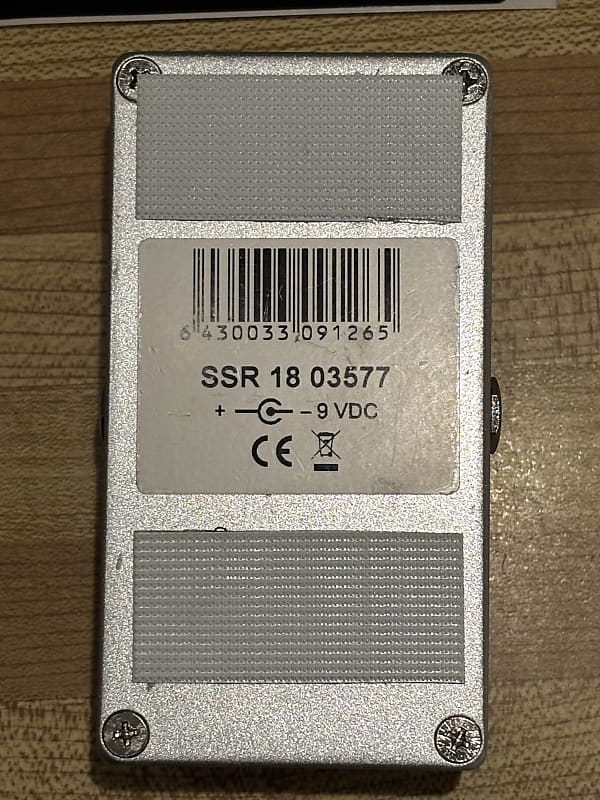 6 430033 091265
SSR 18 03577
+ – 9 VDC
CE